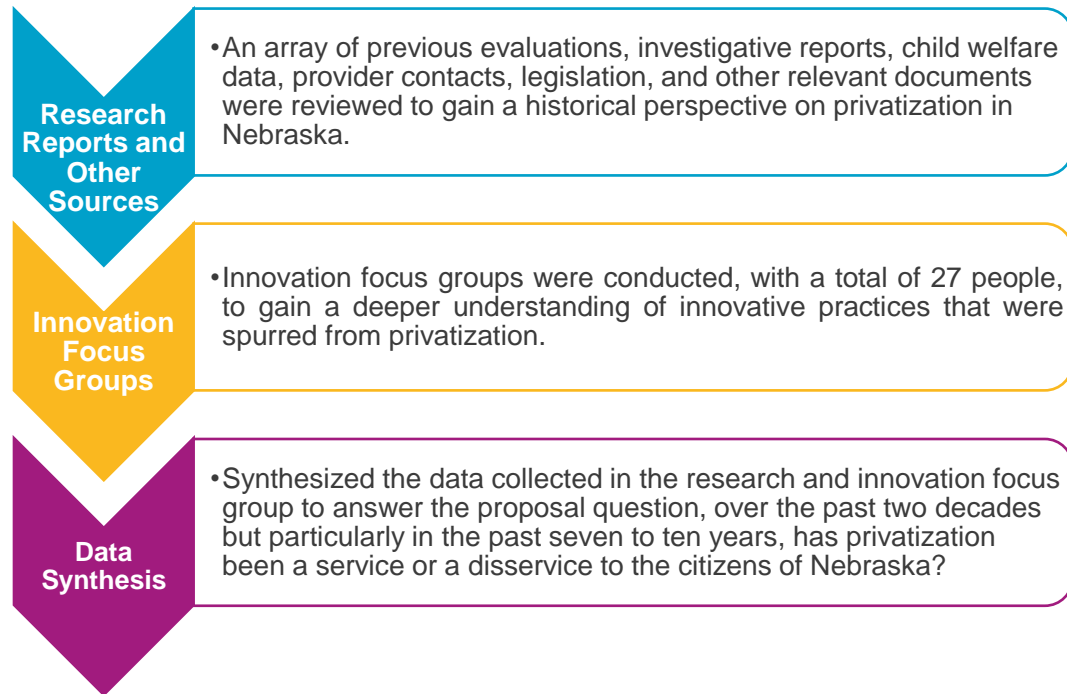 Research
Reports and
Other
Sources
•An array of previous evaluations, investigative reports, child welfare
data, provider contacts, legislation, and other relevant documents
were reviewed to gain a historical perspective on privatization in
Nebraska.
Innovation
Focus
Groups
•Innovation focus groups were conducted, with a total of 27 people,
to gain a deeper understanding of innovative practices that were
spurred from privatization.
Data
Synthesis
•Synthesized the data collected in the research and innovation focus
group to answer the proposal question, over the past two decades
but particularly in the past seven to ten years, has privatization
been a service or a disservice to the citizens of Nebraska?